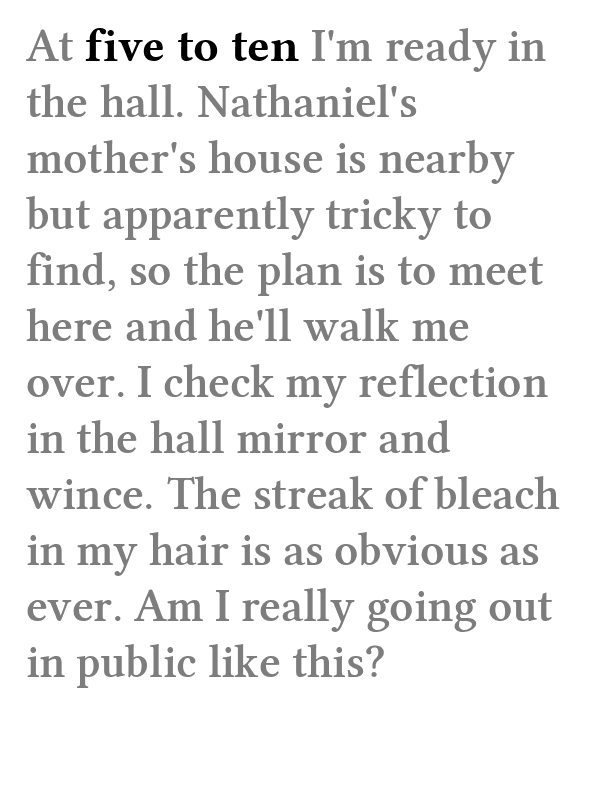 At five to ten I'm ready in
the hall. Nathaniel's
mother's house is nearby
but apparently tricky to
find, so the plan is to meet
here and he'll walk me
over. I check my reflection
in the hall mirror and
wince. The streak of bleach
in my hair is as obvious as
ever. Am I really going out
in public like this?